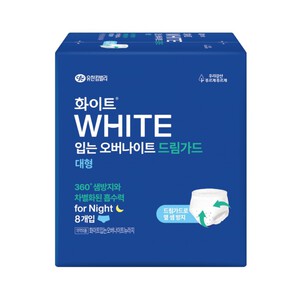 유한킴벌리
화이트®
WHITE
입는 오버나이트 드림가드
대형
360° 샘방지와
차별화된 흡수력
for Night
8개입
드림가드로
옆 샘 방지